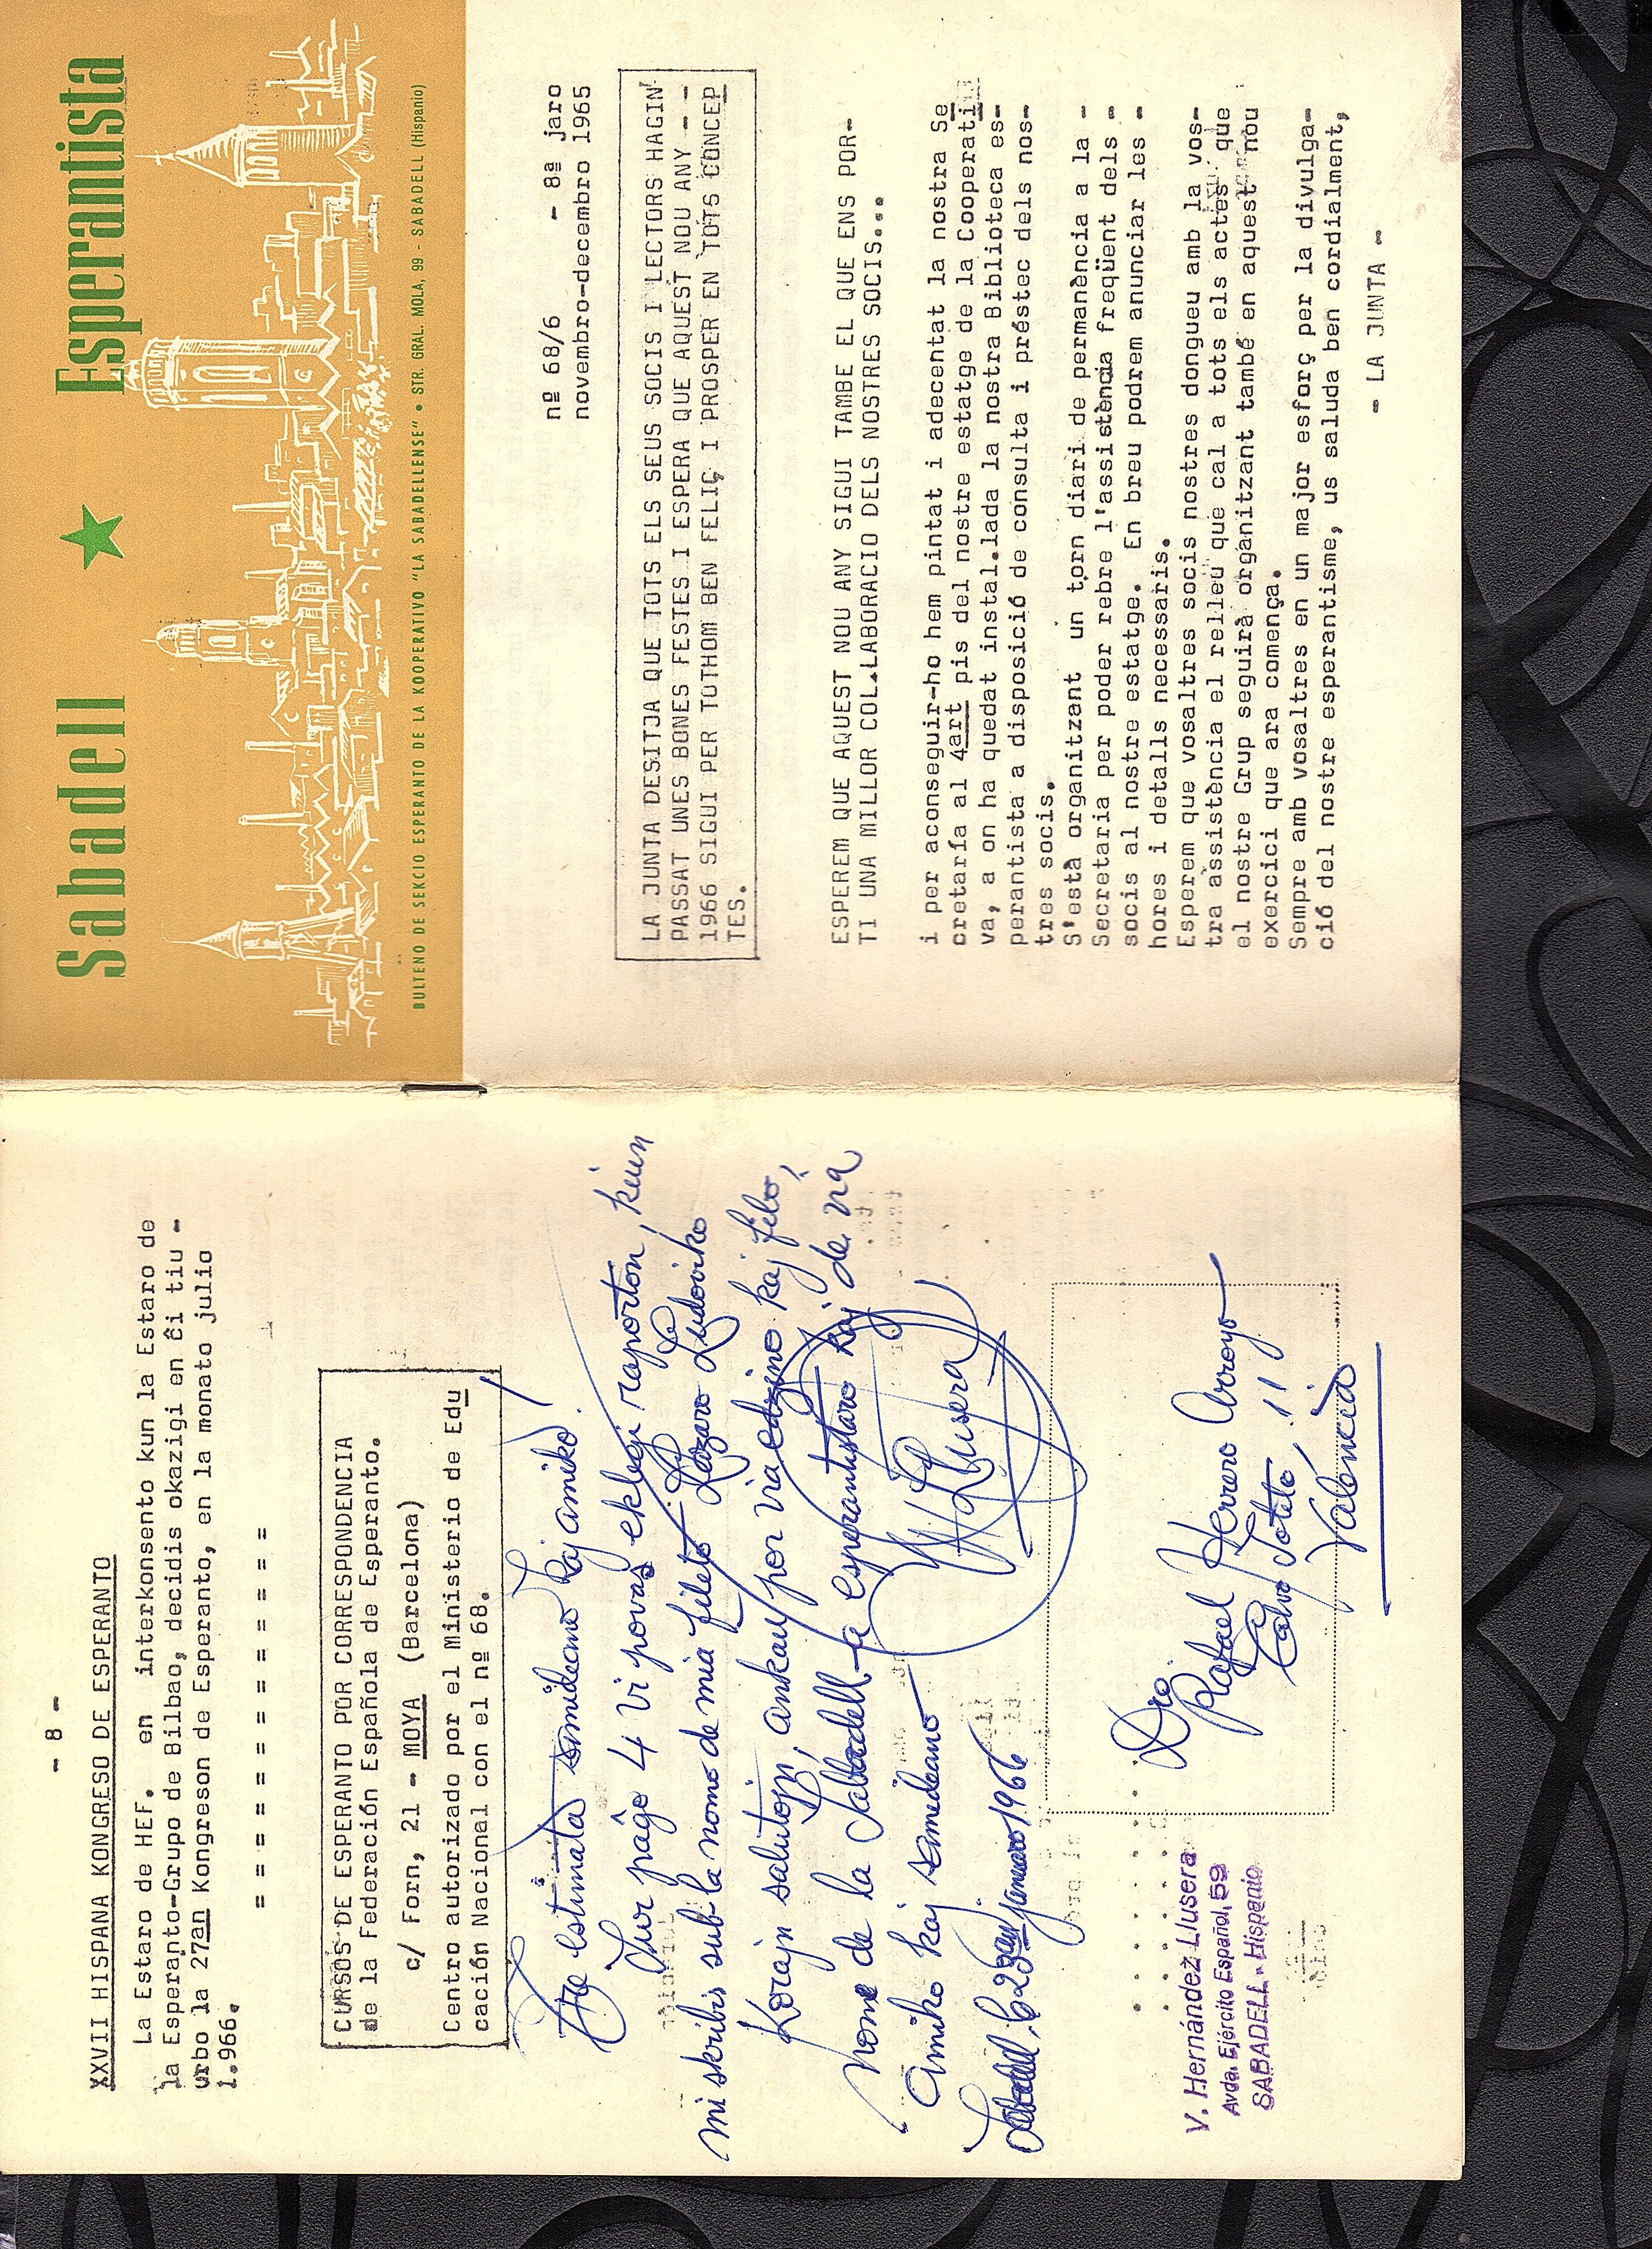 - 8 -
XXVII HISPANA KONGRESO DE ESPERANTO
La Estaro de HEF. en interkonsento kun la Estaro de
la Esperanto-Grupo de Bilbao, decidis okazigi en ĉi tiu -
urbo la 27an Kongreson de Esperanto, en la monato julio
1.966.
= = = = = = = = = = = = =
CURSOS DE ESPERANTO POR CORRESPONDENCIA
de la Federación Española de Esperanto.
c/ Forn, 21 - MOYA (Barcelona)
Centro autorizado por el Ministerio de Edu
cación Nacional con el nº 68.
Tre estimata samideano kaj amiko!
Sur paĝo 4 vi povas eklegi raporton, kiun
mi skribis sub la nomo de mia fileto Lázaro Ludoviko
Korajn salutojn, ankaŭ por via edzino kaj filo,
nome de la Sabadell-a esperantistaro kaj de via
Amiko kaj samideano
V. H. Llusera
Sabadell, 23an januaro 1966
Dro
Rafael Herrero Arroyo
Calvo Sotelo, 11
Valencia
V. Hernández Llusera
Avda. Ejército Español, 59
SABADELL - Hispanio
Sabadell ★ Esperantista
BULTENO DE SEKCIO ESPERANTO DE LA KOOPERATIVO "LA SABADELLENSE" • STR. GRAL. MOLA, 99 - SABADELL (Hispanio)
nº 68/6 - 8ª jaro
novembro-decembro 1965
LA JUNTA DESITJA QUE TOTS ELS SEUS SOCIS I LECTORS HAGIN
PASSAT UNES BONES FESTES I ESPERA QUE AQUEST NOU ANY - -
1966 SIGUI PER TOTHOM BEN FELIÇ I PROSPER EN TOTS CONCEP
TES.
ESPEREM QUE AQUEST NOU ANY SIGUI TAMBE EL QUE ENS POR-
TI UNA MILLOR COL.LABORACIO DELS NOSTRES SOCIS...
i per aconseguir-ho hem pintat i adecentat la nostra Se
cretaría al 4art pis del nostre estatge de la Cooperati
va, a on ha quedat instal.lada la nostra Biblioteca es-
perantista a disposició de consulta i préstec dels nos-
tres socis.
S'està organitzant un torn diari de permanència a la -
Secretaria per poder rebre l'assistència freqüent dels -
socis al nostre estatge. En breu podrem anunciar les -
hores i detalls necessaris.
Esperem que vosaltres socis nostres dongueu amb la vos-
tra assistència el relleu que cal a tots els actes que
el nostre Grup seguirà organitzant també en aquest nou
exercici que ara comença.
Sempre amb vosaltres en un major esforç per la divulga-
ció del nostre esperantisme, us saluda ben cordialment,
- LA JUNTA -